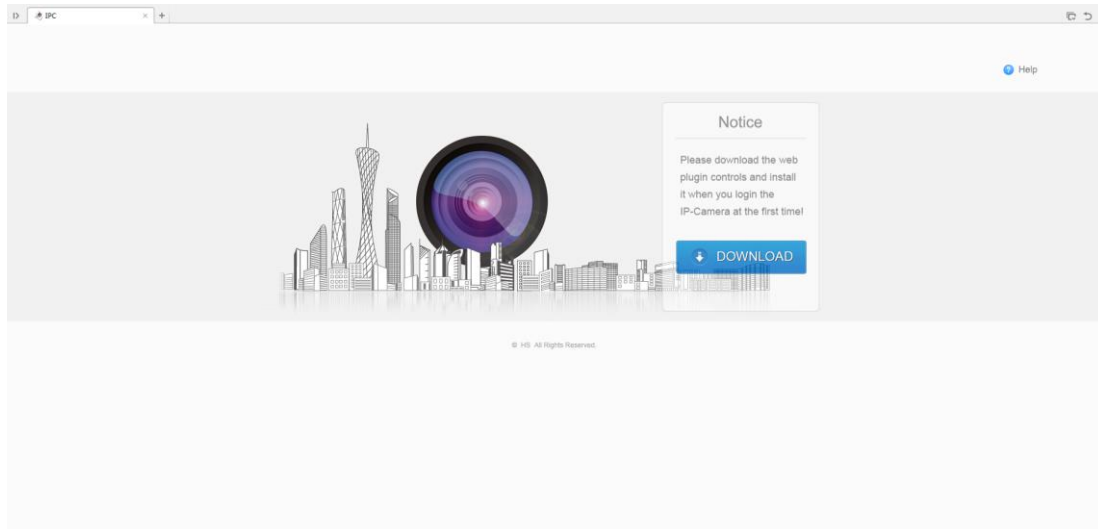 IPC
Help
Notice
Please download the web
plugin controls and install
it when you login the
IP-Camera at the first time!
DOWNLOAD
© HS All Rights Reserved.